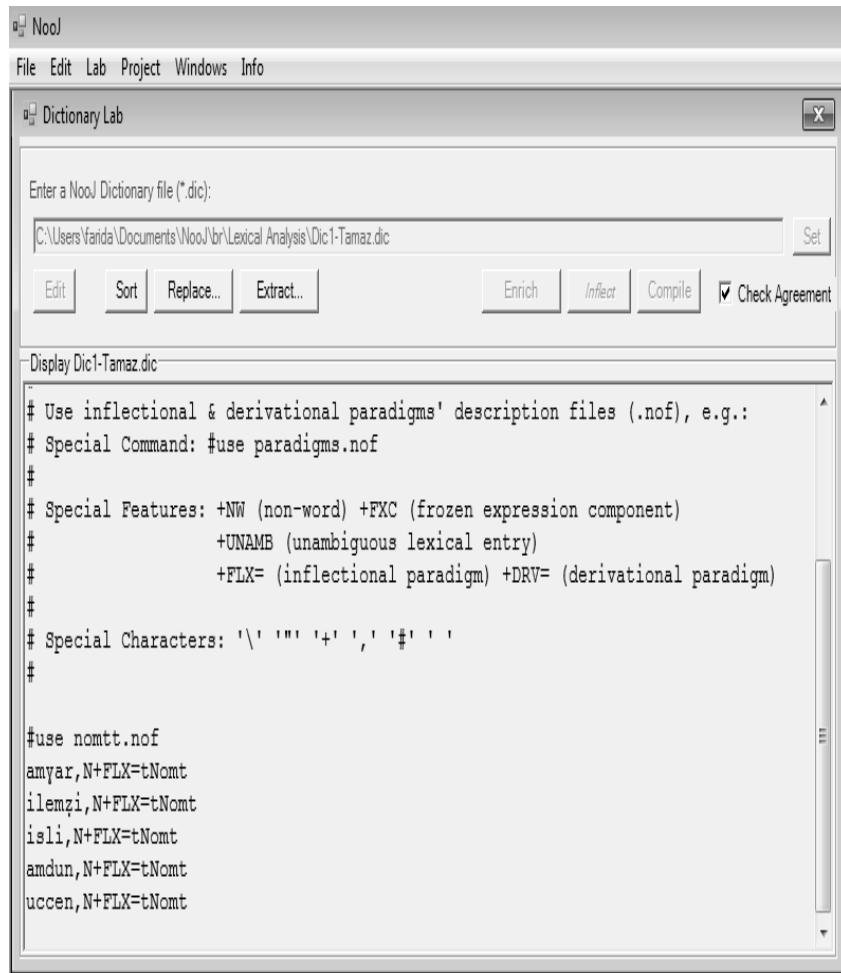 NooJ
File Edit Lab Project Windows Info
Dictionary Lab
X
Enter a NooJ Dictionary file (*.dic):
C:\Users\farida\Documents\NooJ\br\Lexical Analysis\Dic1-Tamaz.dic
Set
Edit Sort Replace... Extract... Enrich Inflect Compile Check Agreement
Display Dic1-Tamaz.dic
# Use inflectional & derivational paradigms' description files (.nof), e.g.:
# Special Command: #use paradigms.nof
#
# Special Features: +NW (non-word) +FXC (frozen expression component)
# +UNAMB (unambiguous lexical entry)
# +FLX= (inflectional paradigm) +DRV= (derivational paradigm)
#
# Special Characters: '\' '"' '+' ',' '#' ' '
#
#use nomtt.nof
amɣar,N+FLX=tNomt
ilemẓi,N+FLX=tNomt
isli,N+FLX=tNomt
amdun,N+FLX=tNomt
uccen,N+FLX=tNomt